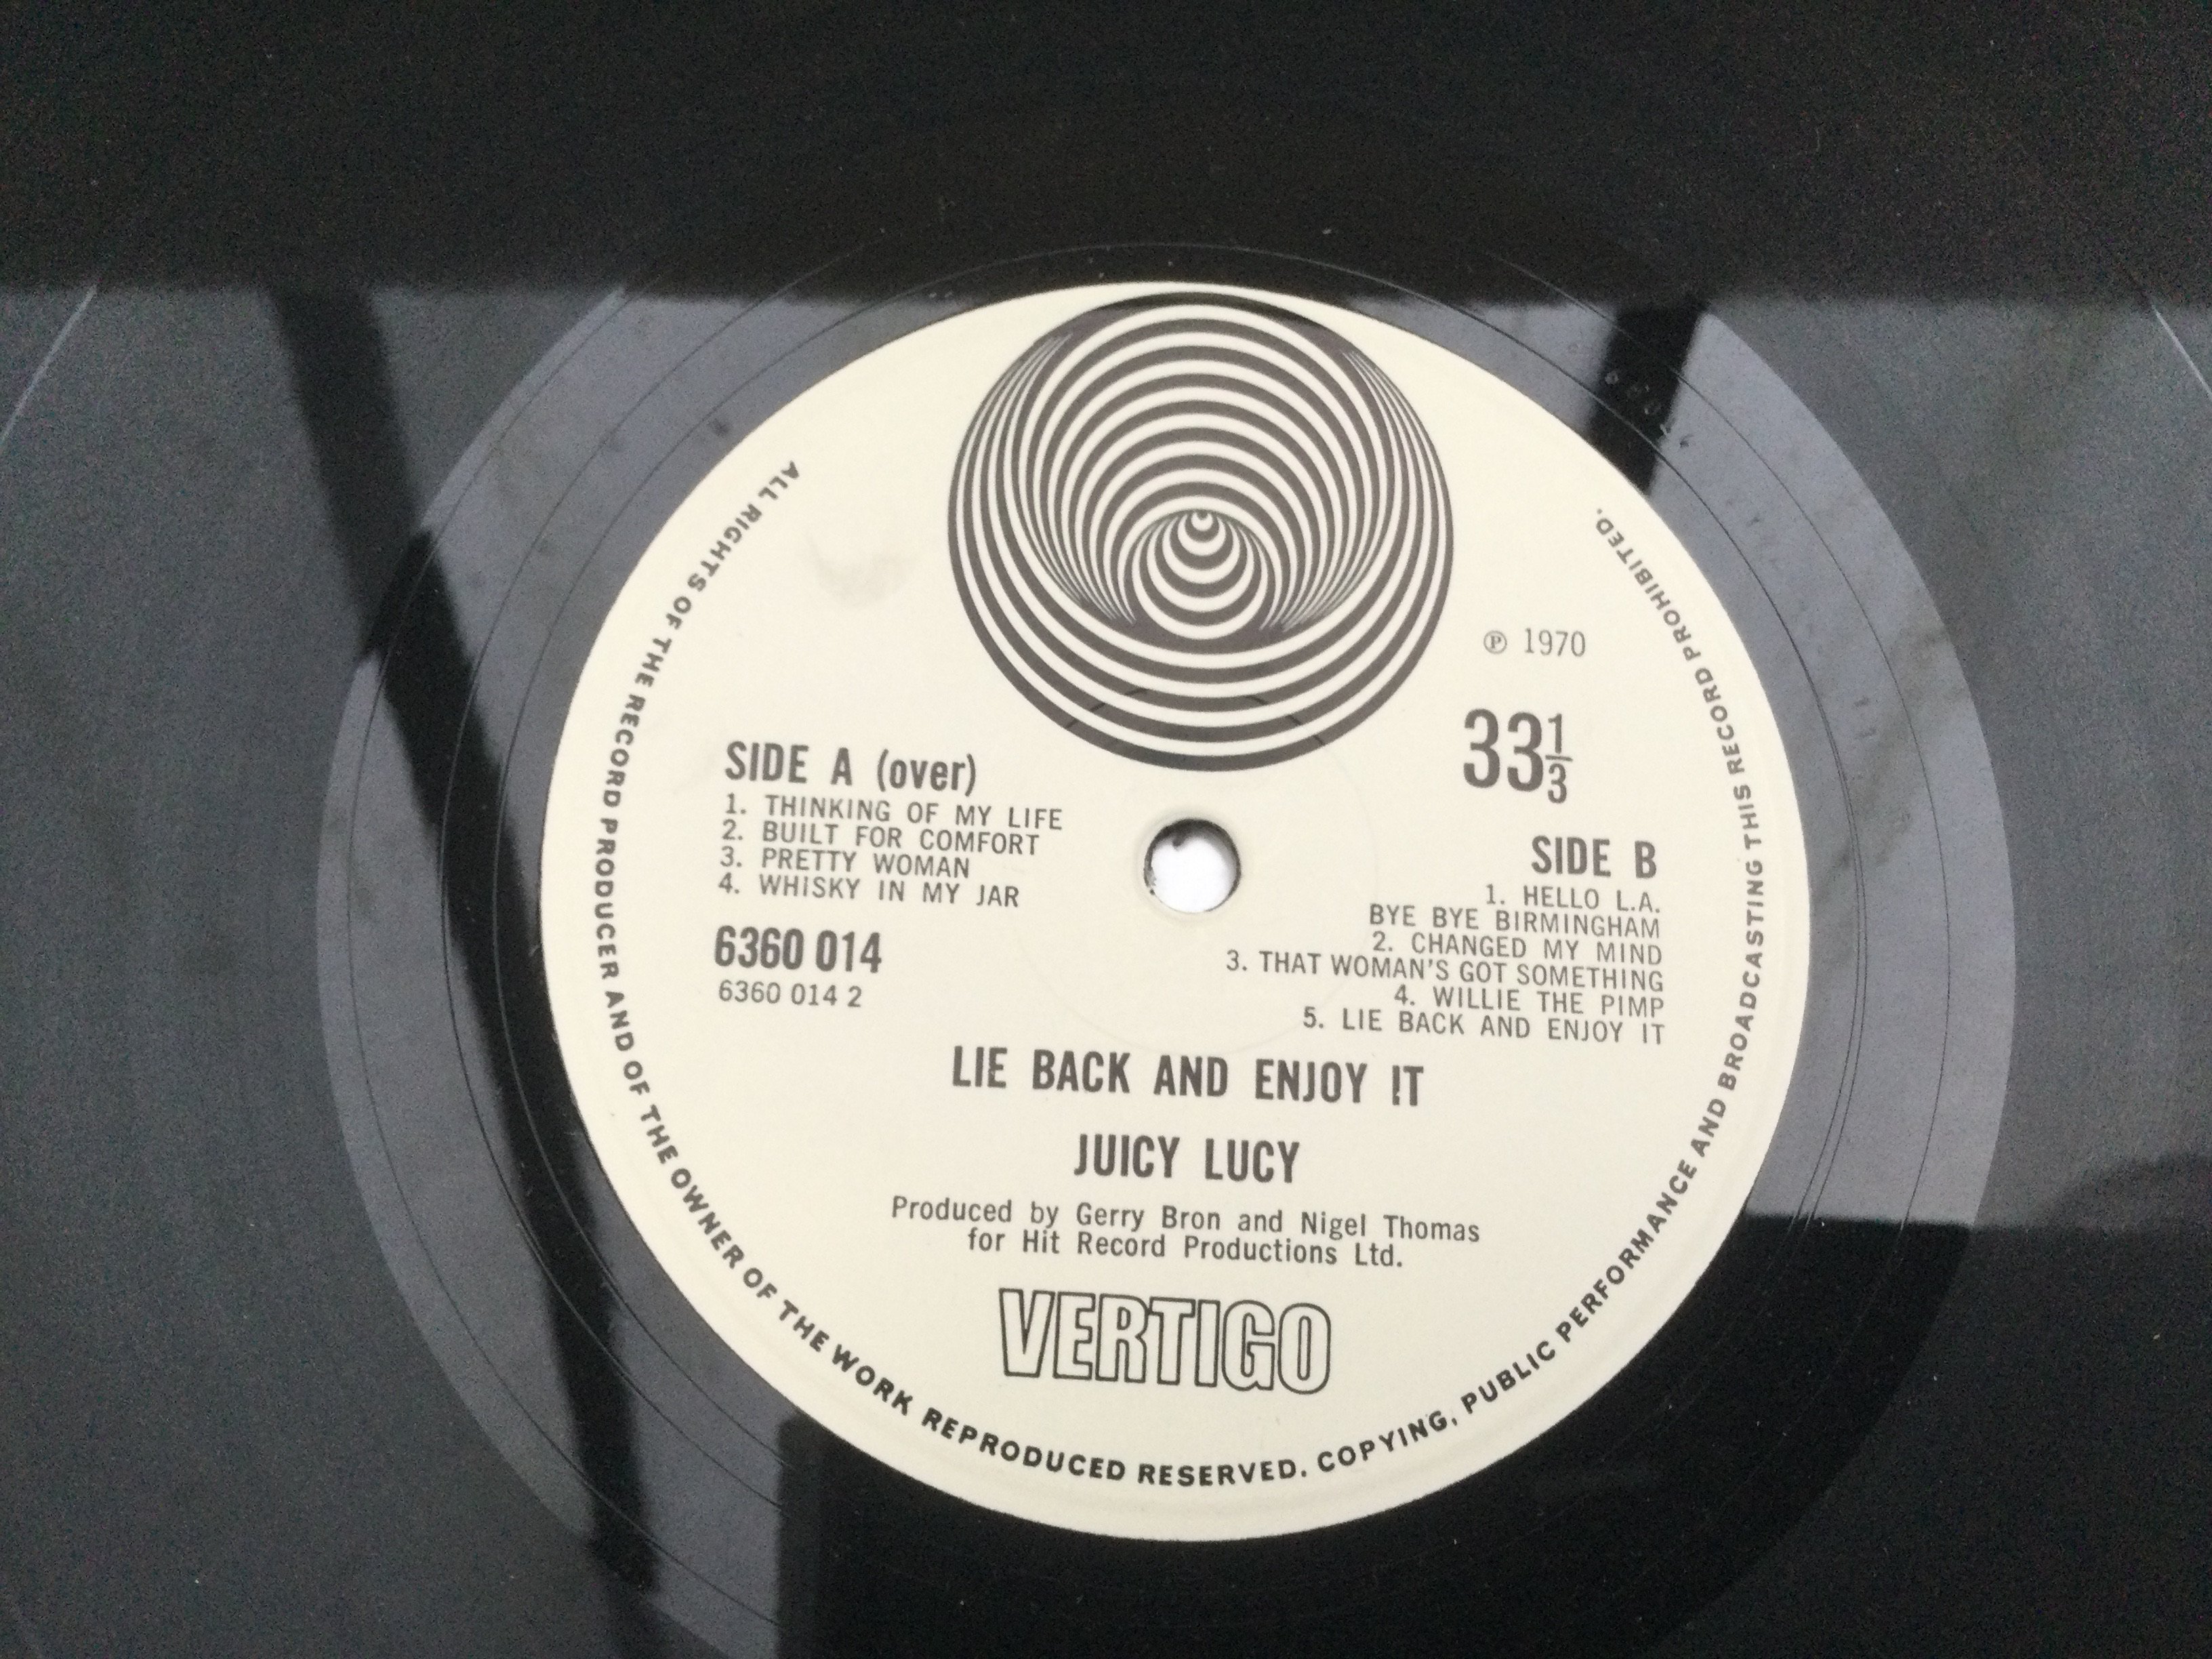 ALL RIGHTS OF THE RECORD PRODUCER AND OF THE OWNER OF THE WORK REPRODUCED RESERVED. COPYING, PUBLIC PERFORMANCE AND BROADCASTING THIS RECORD PROHIBITED.
℗ 1970
33 1/3
SIDE A (over)
1. THINKING OF MY LIFE
2. BUILT FOR COMFORT
3. PRETTY WOMAN
4. WHISKY IN MY JAR
6360 014
6360 014 2
SIDE B
1. HELLO L.A.
BYE BYE BIRMINGHAM
2. CHANGED MY MIND
3. THAT WOMAN'S GOT SOMETHING
4. WILLIE THE PIMP
5. LIE BACK AND ENJOY IT
LIE BACK AND ENJOY IT
JUICY LUCY
Produced by Gerry Bron and Nigel Thomas
for Hit Record Productions Ltd.
VERTIGO